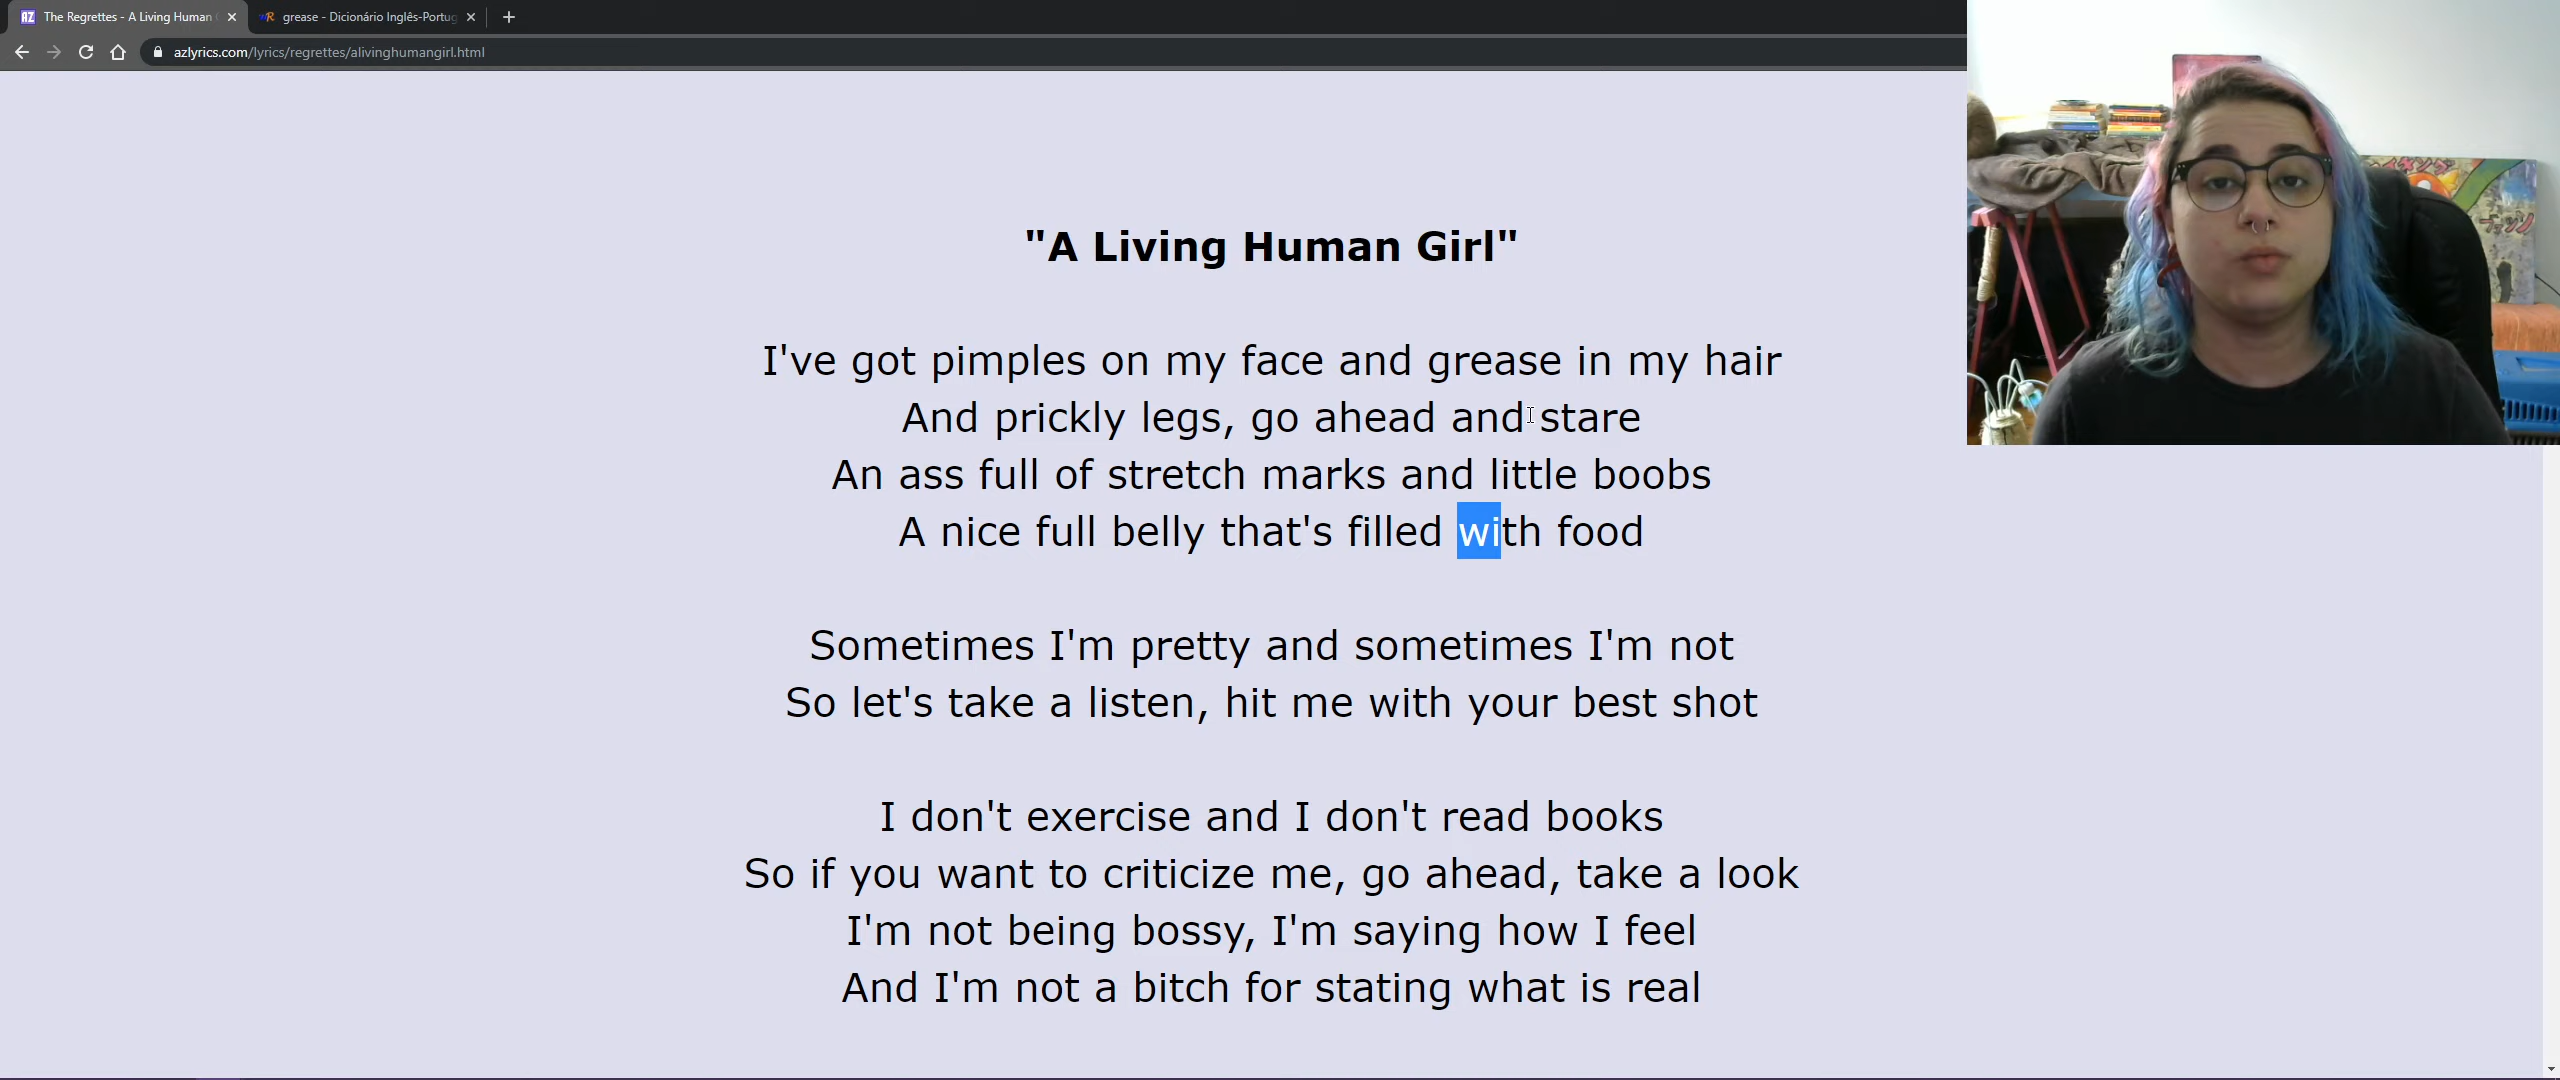 The Regrettes - A Living Human
grease - Dicionário Inglês-Portug
azlyrics.com/lyrics/regrettes/alivinghumangirl.html
"A Living Human Girl"
I've got pimples on my face and grease in my hair
And prickly legs, go ahead and stare
An ass full of stretch marks and little boobs
A nice full belly that's filled with food
Sometimes I'm pretty and sometimes I'm not
So let's take a listen, hit me with your best shot
I don't exercise and I don't read books
So if you want to criticize me, go ahead, take a look
I'm not being bossy, I'm saying how I feel
And I'm not a bitch for stating what is real